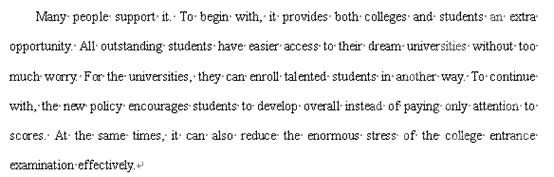 Many people support it. To begin with, it provides both colleges and students an extra
opportunity. All outstanding students have easier access to their dream universities without too
much worry. For the universities, they can enroll talented students in another way. To continue
with, the new policy encourages students to develop overall instead of paying only attention to
scores. At the same times, it can also reduce the enormous stress of the college entrance
examination effectively.↵